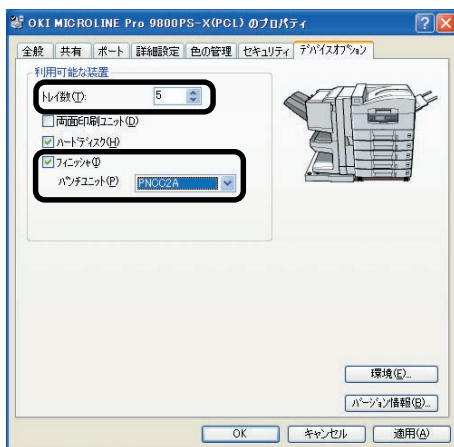 OKI MICROLINE Pro 9800PS-X(PCL) のプロパティ
全般 共有 ポート 詳細設定 色の管理 セキュリティ デバイスオプション
利用可能な装置
トレイ数(T): 5
両面印刷ユニット(D)
ハードディスク(H)
フィニッシャ(I)
パンチユニット(P) PNCC2A
環境(E)...
バージョン情報(B)...
OK キャンセル 適用(A)